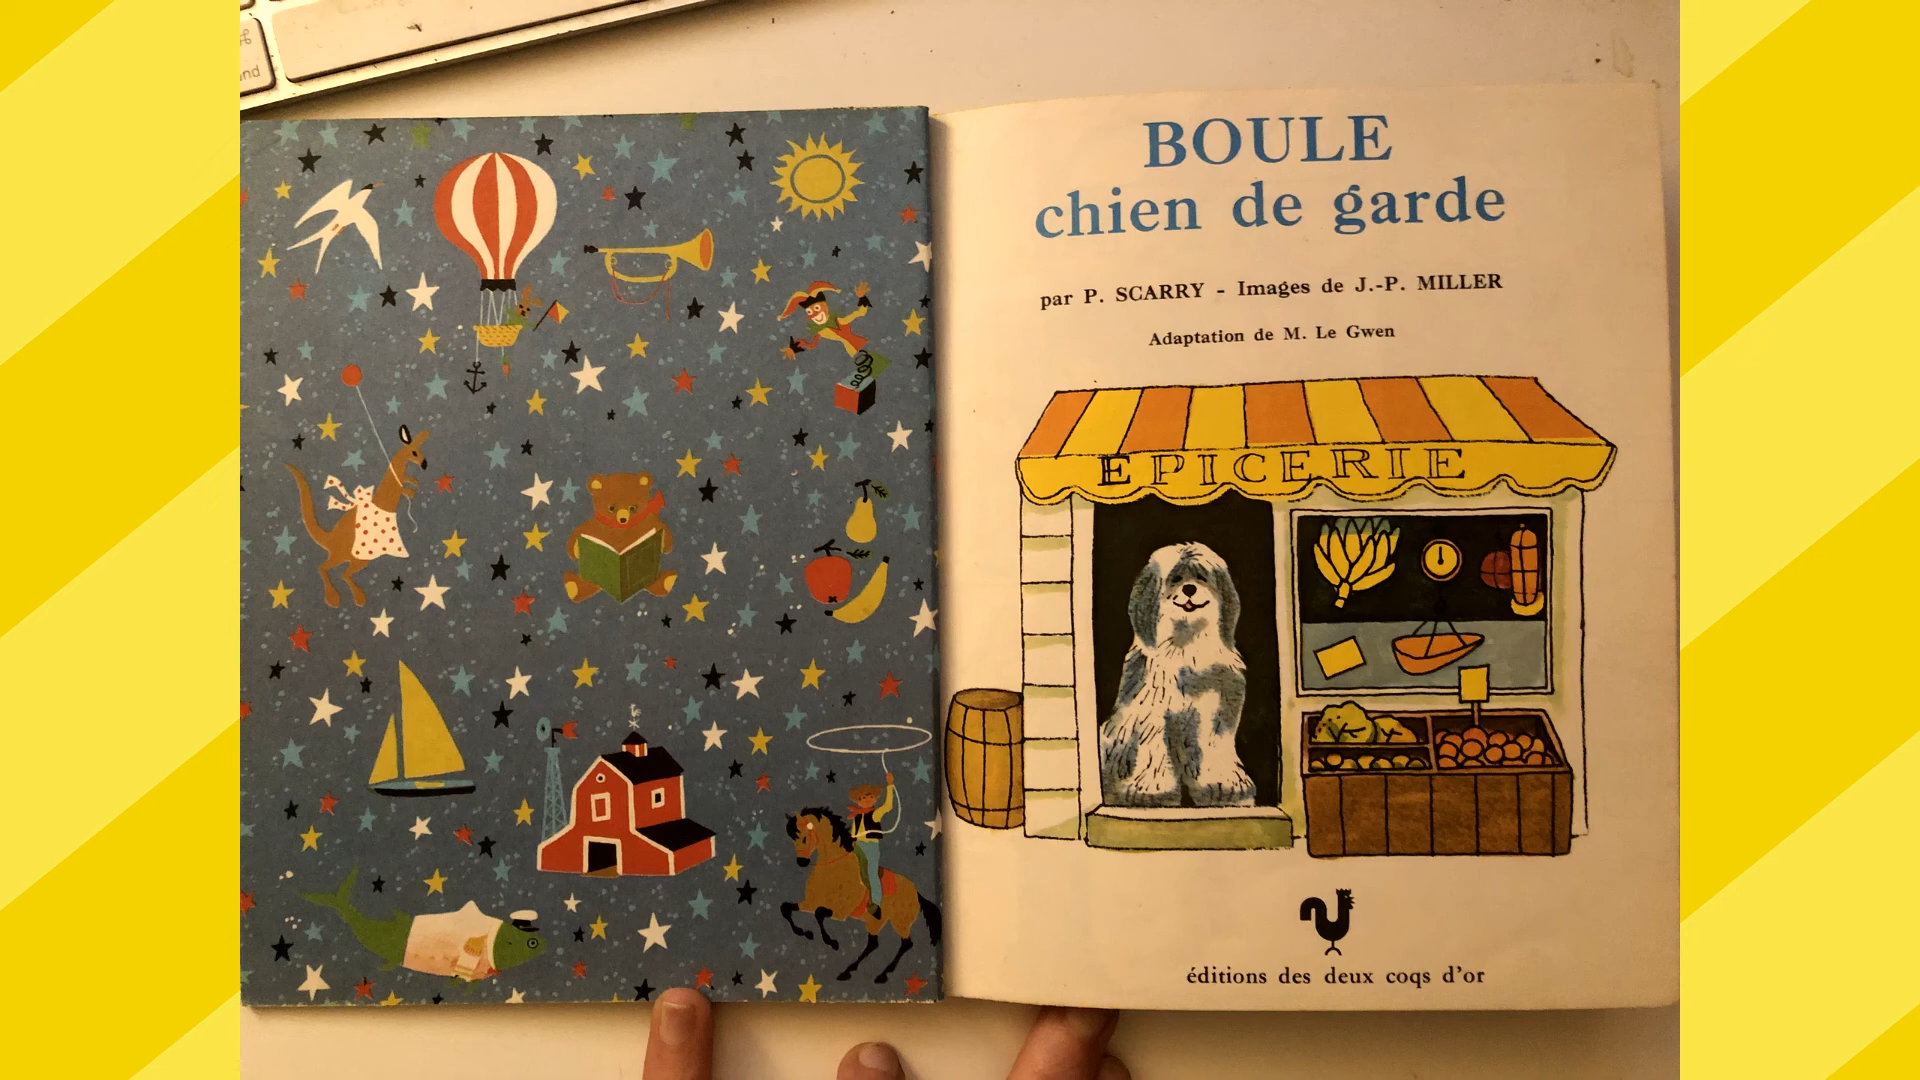 ⌘
BOULE
chien de garde
par P. SCARRY - Images de J.-P. MILLER
Adaptation de M. Le Gwen
EPICERIE
éditions des deux coqs d'or